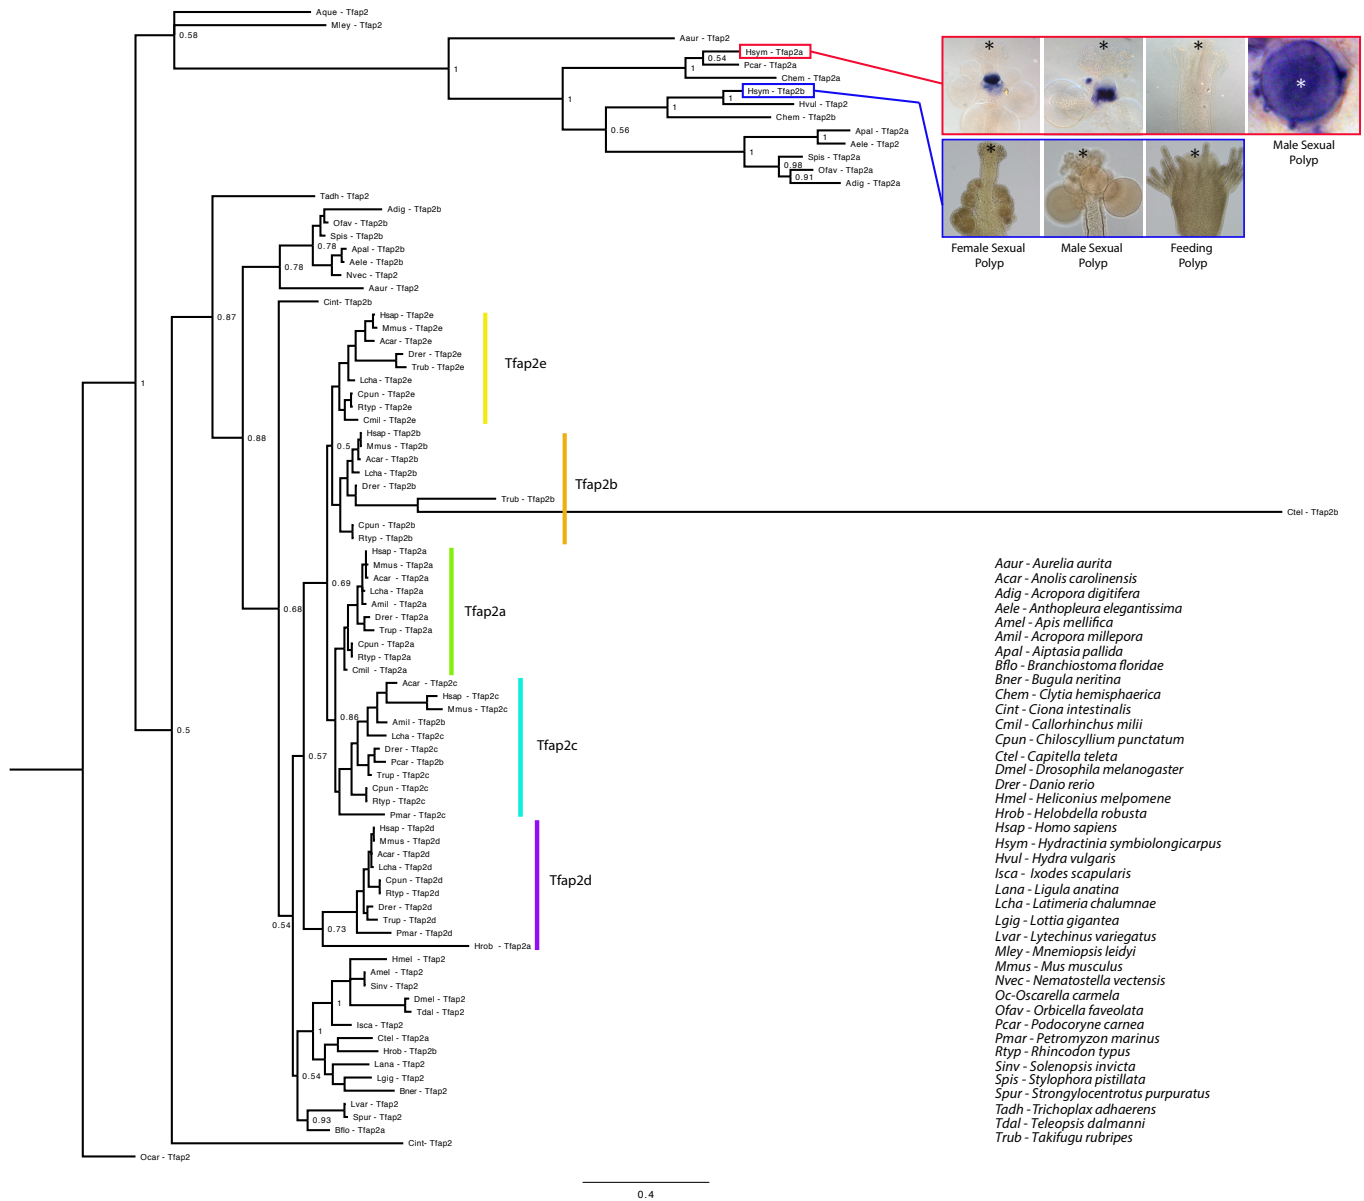 Aque - Tfap2
Mley - Tfap2
0.58
Aaur - Tfap2
Hsym - Tfap2a
0.54
Pcar - Tfap2a
1
Chem - Tfap2a
Hsym - Tfap2b
1
Hvul - Tfap2
1
Chem - Tfap2b
1
1
0.56
Apal - Tfap2a
1
Aele - Tfap2
1
Spis - Tfap2a
0.98
Ofav - Tfap2a
0.91
Adig - Tfap2a
* * * *
Male Sexual
Polyp
* * *
Female Sexual
Polyp
Male Sexual
Polyp
Feeding
Polyp
Tadh - Tfap2
Adig - Tfap2b
Ofav - Tfap2b
Spis - Tfap2b
0.78
Apal - Tfap2b
Aele - Tfap2b
0.78
Nvec - Tfap2
Aaur - Tfap2
Cint- Tfap2b
0.87
Hsap - Tfap2e
Mmus - Tfap2e
Acar - Tfap2e
Drer - Tfap2e
Trub - Tfap2e
Tfap2e
Lcha - Tfap2e
1
Cpun - Tfap2e
Rtyp - Tfap2e
Cmil - Tfap2e
0.88
Hsap - Tfap2b
0.5
Mmus - Tfap2b
Acar - Tfap2b
Lcha - Tfap2b
Drer - Tfap2b
Tfap2b
Trub - Tfap2b
Ctel - Tfap2b
Cpun - Tfap2b
Rtyp - Tfap2b
Hsap - Tfap2a
Mmus - Tfap2a
Acar - Tfap2a
0.69
Lcha - Tfap2a
Amil - Tfap2a
0.68
Tfap2a
Drer - Tfap2a
Trup - Tfap2a
Cpun - Tfap2a
Rtyp - Tfap2a
Cmil - Tfap2a
Acar - Tfap2c
Hsap - Tfap2c
Mmus - Tfap2c
0.86
Amil - Tfap2b
0.5
Lcha - Tfap2c
Tfap2c
Drer - Tfap2c
0.57
Pcar - Tfap2b
Trup - Tfap2c
Cpun - Tfap2c
Rtyp - Tfap2c
Pmar - Tfap2c
Hsap - Tfap2d
Mmus - Tfap2d
Acar - Tfap2d
Lcha - Tfap2d
Cpun - Tfap2d
Tfap2d
Rtyp - Tfap2d
Drer - Tfap2d
Trup - Tfap2d
0.54
0.73
Pmar - Tfap2d
Hrob - Tfap2a
Hmel - Tfap2
Amel - Tfap2
Sinv - Tfap2
Dmel - Tfap2
1
Tdal - Tfap2
Isca - Tfap2
1
Ctel - Tfap2a
Hrob - Tfap2b
Lana - Tfap2
0.54
Lgig - Tfap2
Bner - Tfap2
Lvar - Tfap2
Spur - Tfap2
0.93
Bflo - Tfap2a
Cint- Tfap2
Ocar - Tfap2
0.4
Aaur - Aurelia aurita
Acar - Anolis carolinensis
Adig - Acropora digitifera
Aele - Anthopleura elegantissima
Amel - Apis mellifica
Amil - Acropora millepora
Apal - Aiptasia pallida
Bflo - Branchiostoma floridae
Bner - Bugula neritina
Chem - Clytia hemisphaerica
Cint - Ciona intestinalis
Cmil - Callorhinchus milii
Cpun - Chiloscyllium punctatum
Ctel - Capitella teleta
Dmel - Drosophila melanogaster
Drer - Danio rerio
Hmel - Heliconius melpomene
Hrob - Helobdella robusta
Hsap - Homo sapiens
Hsym - Hydractinia symbiolongicarpus
Hvul - Hydra vulgaris
Isca - Ixodes scapularis
Lana - Ligula anatina
Lcha - Latimeria chalumnae
Lgig - Lottia gigantea
Lvar - Lytechinus variegatus
Mley - Mnemiopsis leidyi
Mmus - Mus musculus
Nvec - Nematostella vectensis
Oc-Oscarella carmela
Ofav - Orbicella faveolata
Pcar - Podocoryne carnea
Pmar - Petromyzon marinus
Rtyp - Rhincodon typus
Sinv - Solenopsis invicta
Spis - Stylophora pistillata
Spur - Strongylocentrotus purpuratus
Tadh - Trichoplax adhaerens
Tdal - Teleopsis dalmanni
Trub - Takifugu rubripes